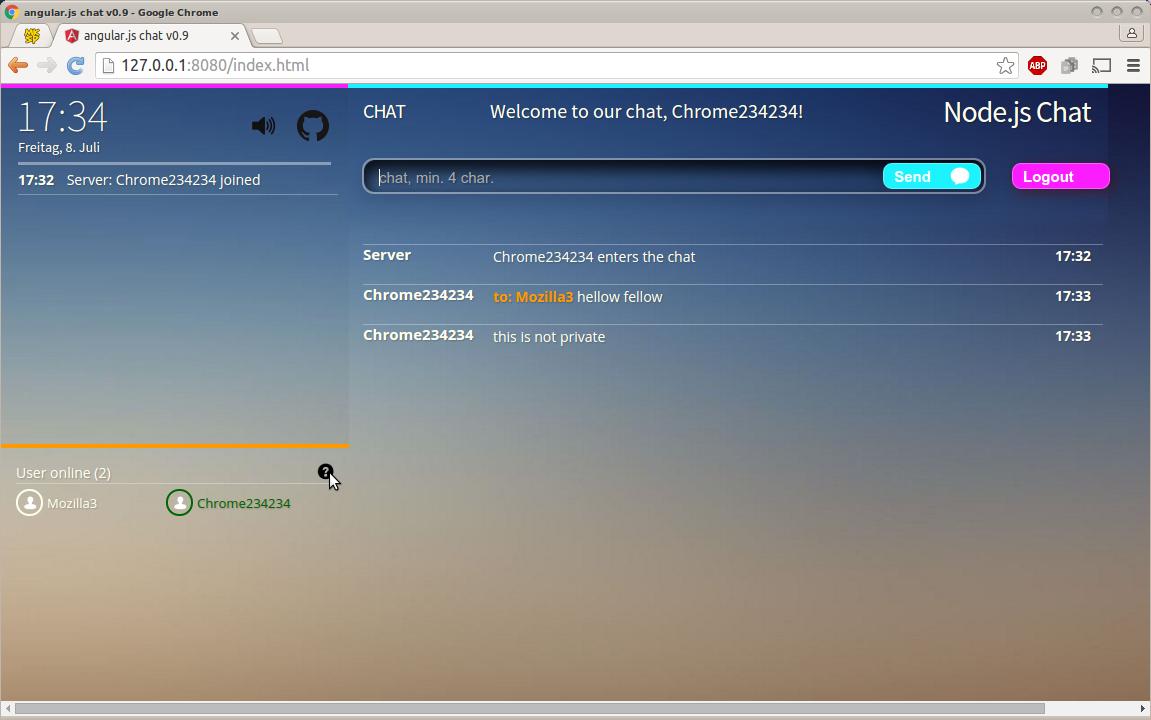 angular.js chat v0.9 - Google Chrome
angular.js chat v0.9
127.0.0.1:8080/index.html
ABP
17:34
Freitag, 8. Juli
17:32 Server: Chrome234234 joined
CHAT Welcome to our chat, Chrome234234! Node.js Chat
chat, min. 4 char. Send Logout
Server Chrome234234 enters the chat 17:32
Chrome234234 to: Mozilla3 hellow fellow 17:33
Chrome234234 this is not private 17:33
User online (2) ?
Mozilla3 Chrome234234